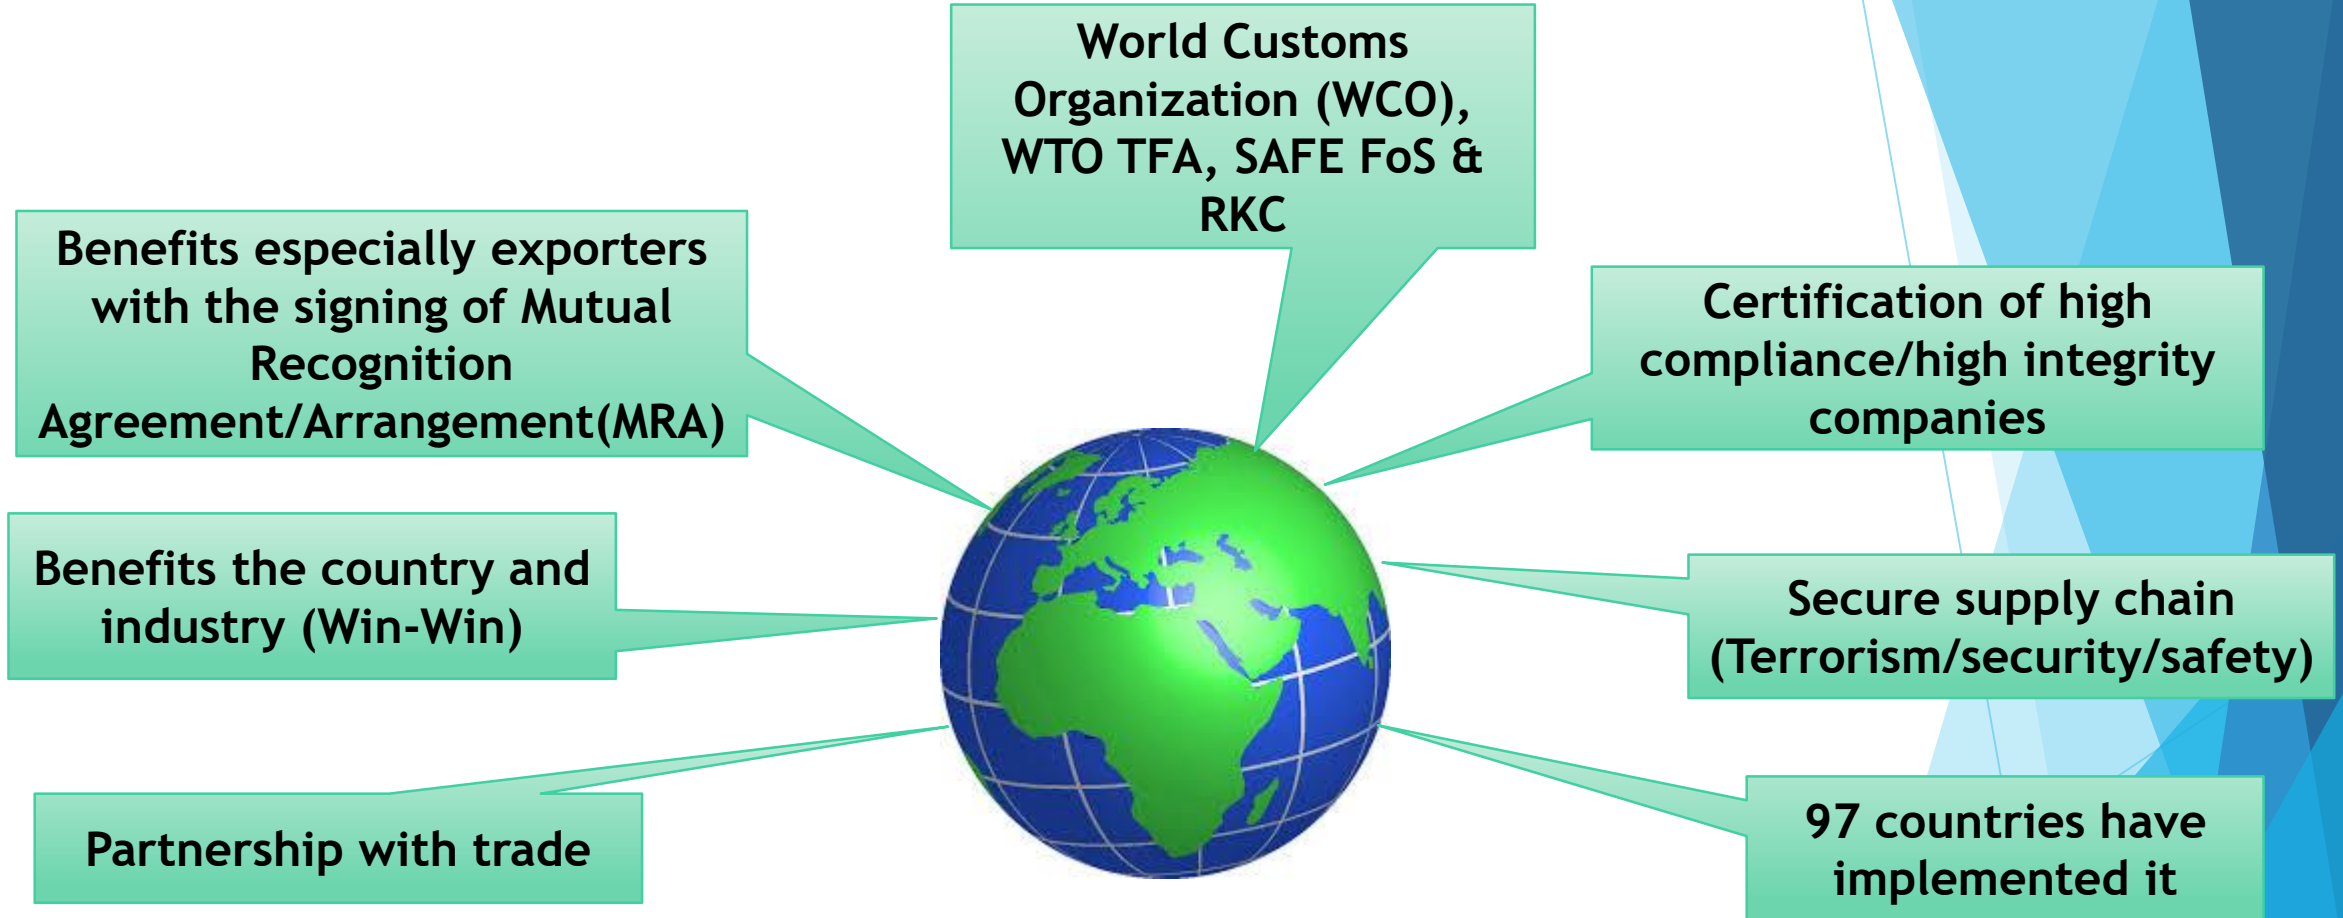 World Customs
Organization (WCO),
WTO TFA, SAFE FoS &
RKC
Benefits especially exporters
with the signing of Mutual
Recognition
Agreement/Arrangement(MRA)
Certification of high
compliance/high integrity
companies
Benefits the country and
industry (Win-Win)
Secure supply chain
(Terrorism/security/safety)
Partnership with trade
97 countries have
implemented it